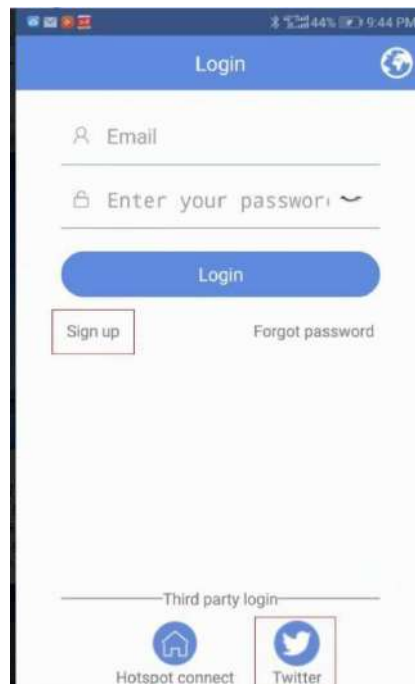 44% 9:44 PM
Login
Email
Enter your passwor
Login
Sign up
Forgot password
Third party login
Hotspot connect
Twitter